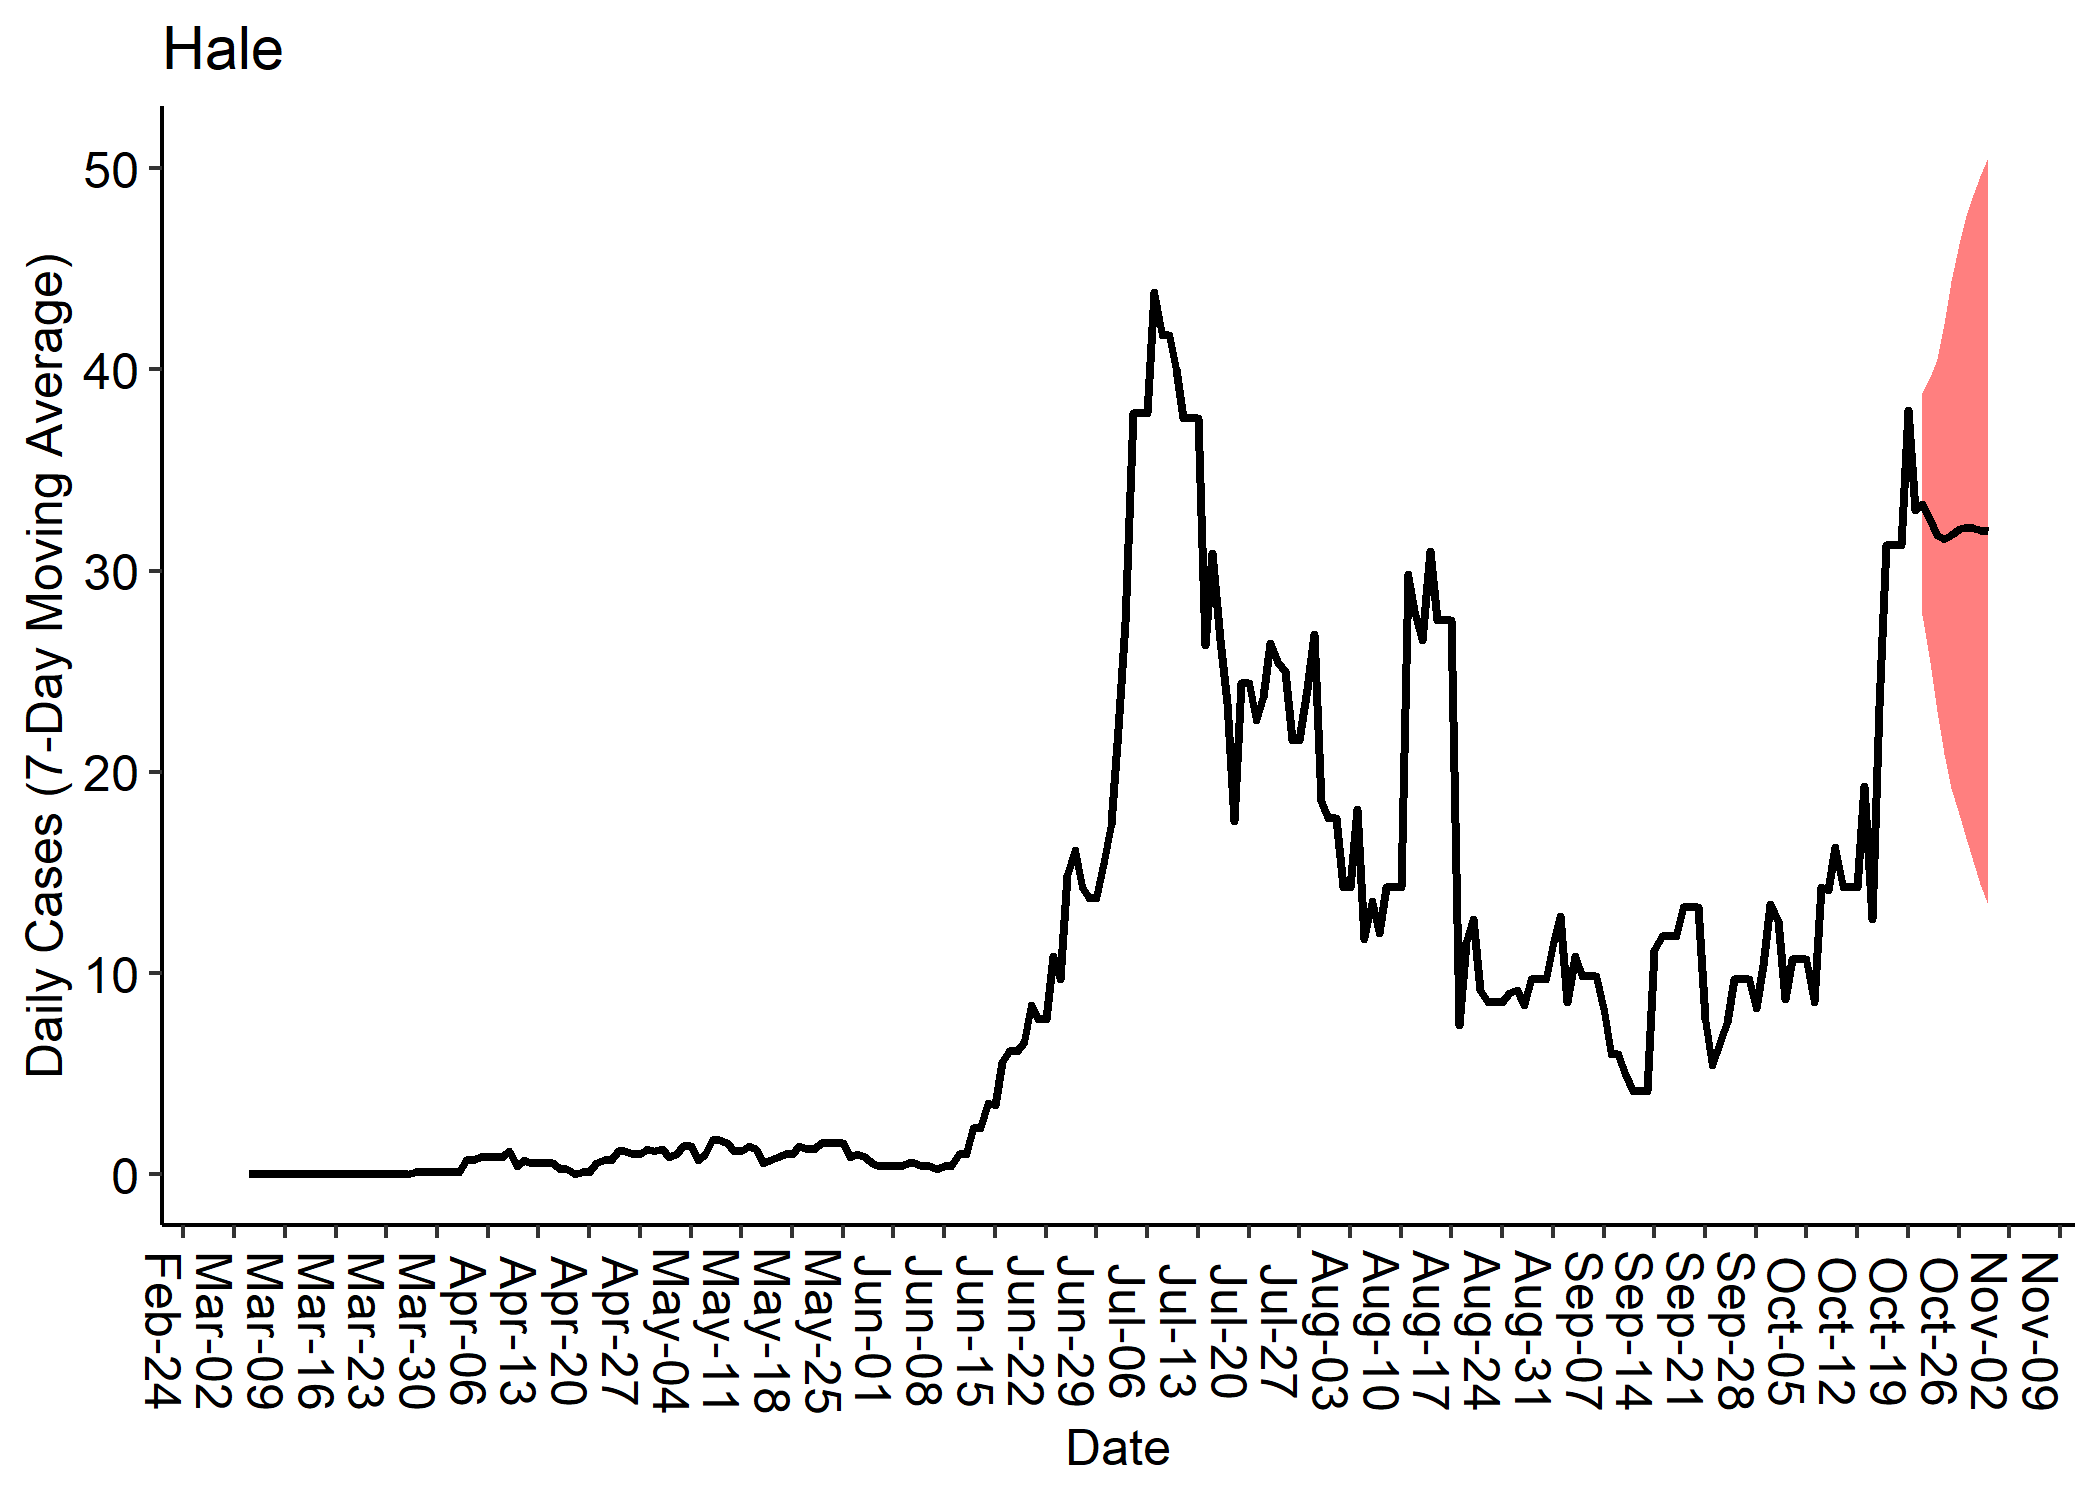 Hale
Daily Cases (7-Day Moving Average)
50
40
30
20
10
0
Feb-24
Mar-02
Mar-09
Mar-16
Mar-23
Mar-30
Apr-06
Apr-13
Apr-20
Apr-27
May-04
May-11
May-18
May-25
Jun-01
Jun-08
Jun-15
Jun-22
Jun-29
Jul-06
Jul-13
Jul-20
Jul-27
Aug-03
Aug-10
Aug-17
Aug-24
Aug-31
Sep-07
Sep-14
Sep-21
Sep-28
Oct-05
Oct-12
Oct-19
Oct-26
Nov-02
Nov-09
Date